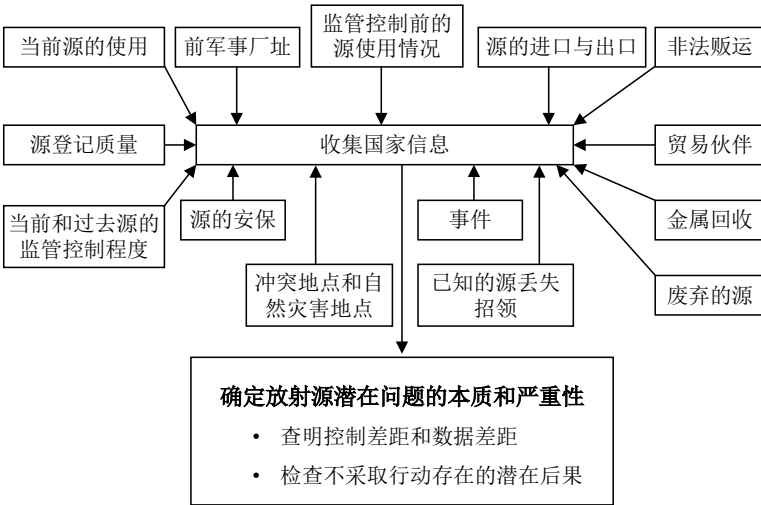 当前源的使用
前军事厂址
监管控制前的
源使用情况
源的进口与出口
非法贩运
源登记质量
收集国家信息
贸易伙伴
当前和过去源的
监管控制程度
源的安保
事件
金属回收
冲突地点和自
然灾害地点
已知的源丢失
招领
废弃的源
确定放射源潜在问题的本质和严重性
• 查明控制差距和数据差距
• 检查不采取行动存在的潜在后果